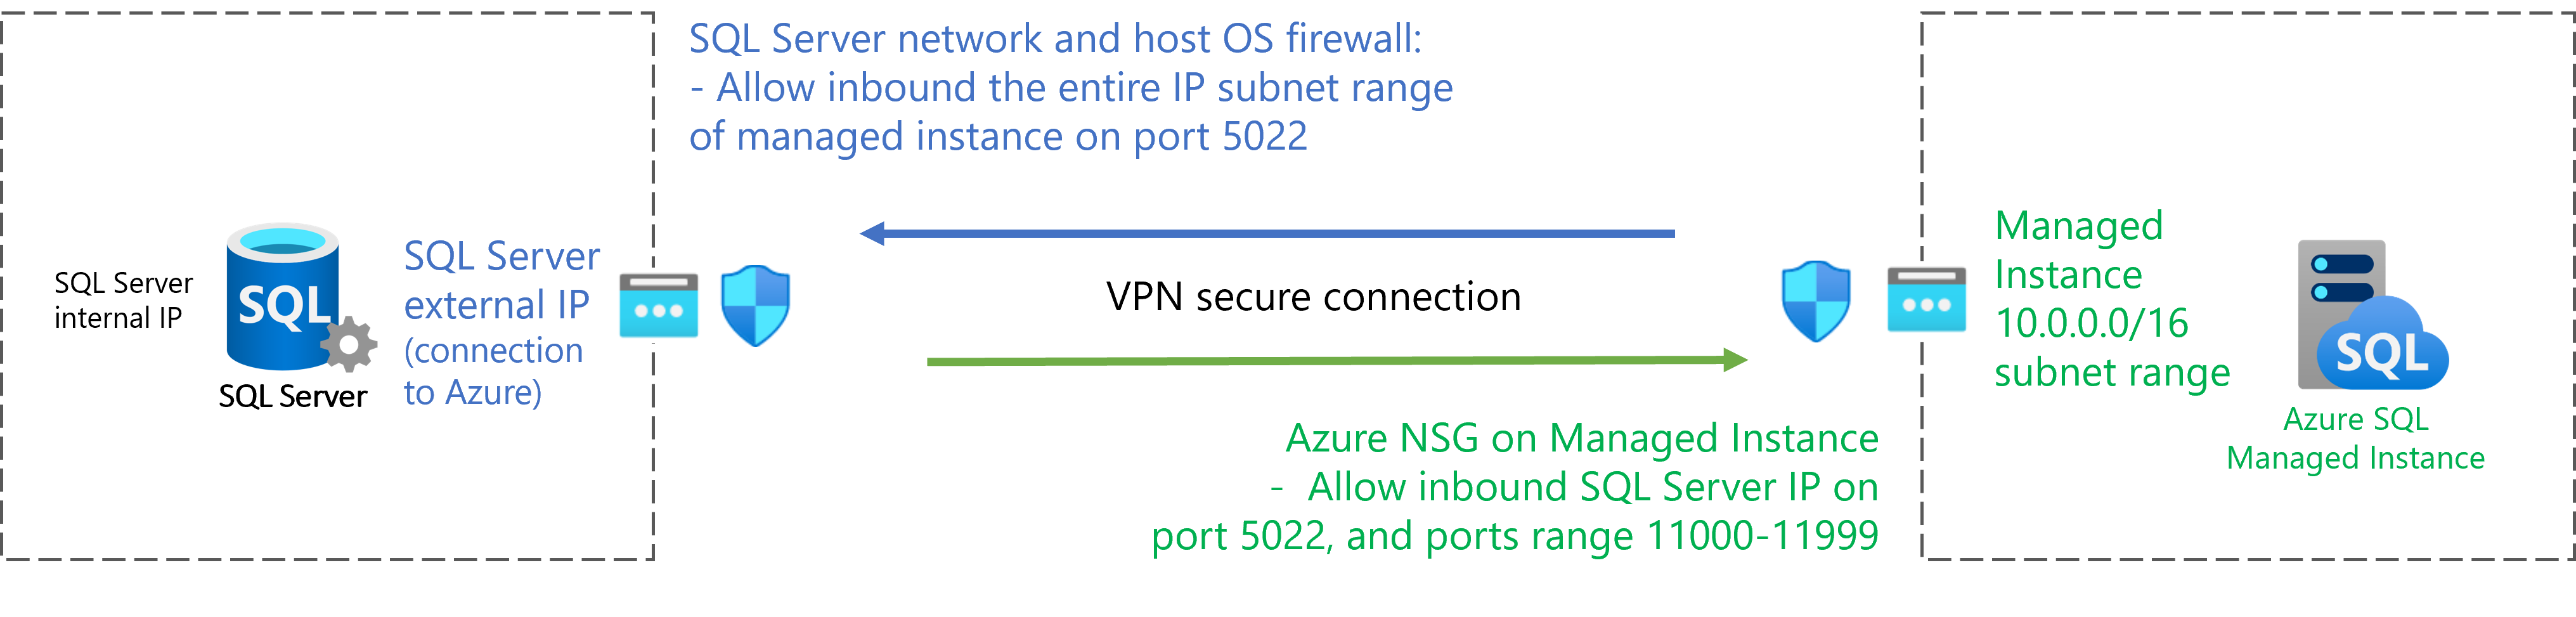 SQL Server network and host OS firewall:
- Allow inbound the entire IP subnet range
of managed instance on port 5022
SQL Server
internal IP
SQL
SQL Server
SQL Server
external IP
(connection
to Azure)
VPN secure connection
Azure NSG on Managed Instance
- Allow inbound SQL Server IP on
port 5022, and ports range 11000-11999
Managed
Instance
10.0.0.0/16
subnet range
SQL
Azure SQL
Managed Instance